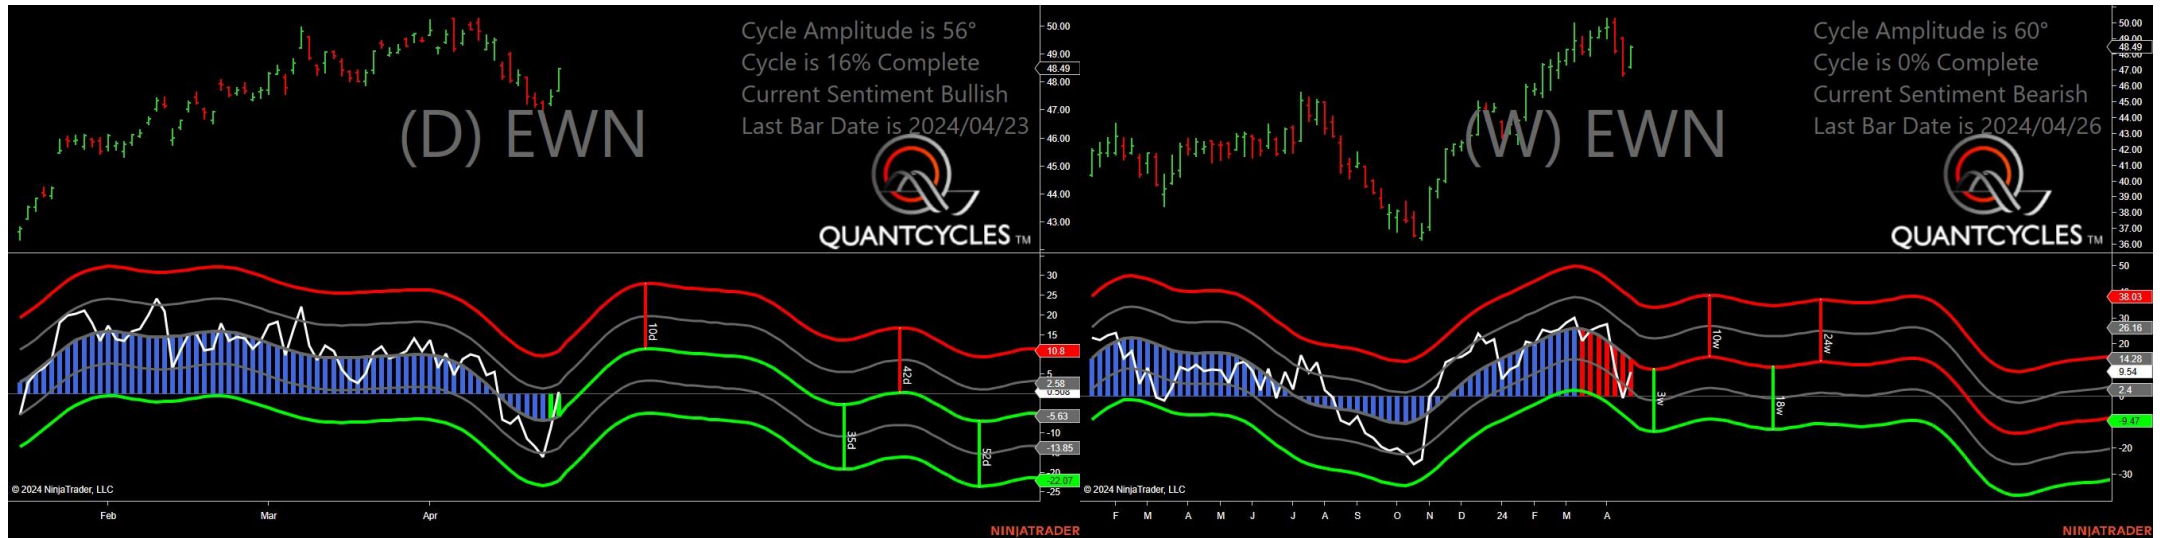 Cycle Amplitude is 56°
Cycle is 16% Complete
Current Sentiment Bullish
Last Bar Date is 2024/04/23
(D) EWN
QUANTCYCLES TM
50.00
49.00
48.49
48.00
47.00
46.00
45.00
44.00
43.00
30
25
20
15
10.8
5
2.58
0.508
-5.63
-10
-13.85
-20
-22.07
-25
10d
42d
35d
52d
© 2024 NinjaTrader, LLC
Feb Mar Apr
NINJATRADER
Cycle Amplitude is 60°
Cycle is 0% Complete
Current Sentiment Bearish
Last Bar Date is 2024/04/26
(W) EWN
QUANTCYCLES TM
50.00
49.00
48.49
47.00
46.00
45.00
44.00
43.00
42.00
41.00
40.00
39.00
38.00
37.00
36.00
50
38.03
30
26.16
20
14.28
9.54
2.4
0
-9.47
-20
-30
10w
24w
3w
18w
© 2024 NinjaTrader, LLC
F M A M J J A S O N D 24 F M A
NINJATRADER